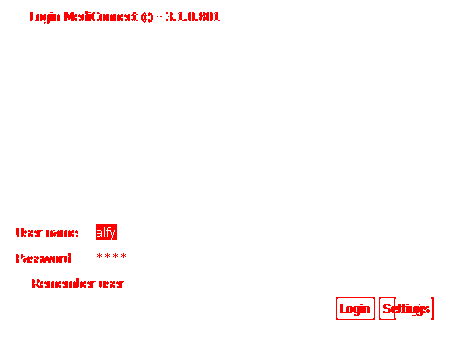 Login MediConnect © - 3.1.0.801
User name alfy
Password ****
Remember user
Login Settings